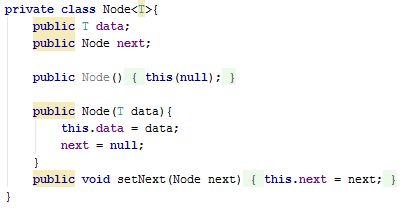 private class Node<T>{
public T data;
public Node next;
public Node() { this(null); }
public Node(T data){
this.data = data;
next = null;
}
public void setNext(Node next) { this.next = next; }
}